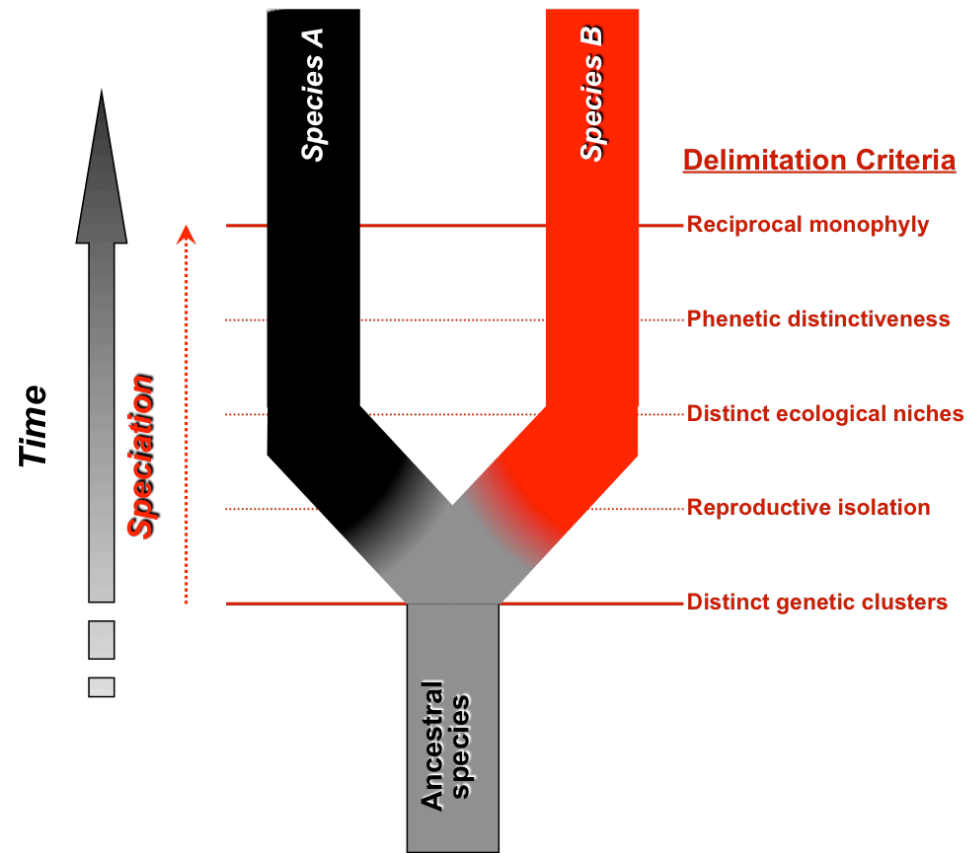 Species A
Species B
Delimitation Criteria
Reciprocal monophyly
Phenetic distinctiveness
Distinct ecological niches
Reproductive isolation
Distinct genetic clusters
Time
Speciation
Ancestral
species